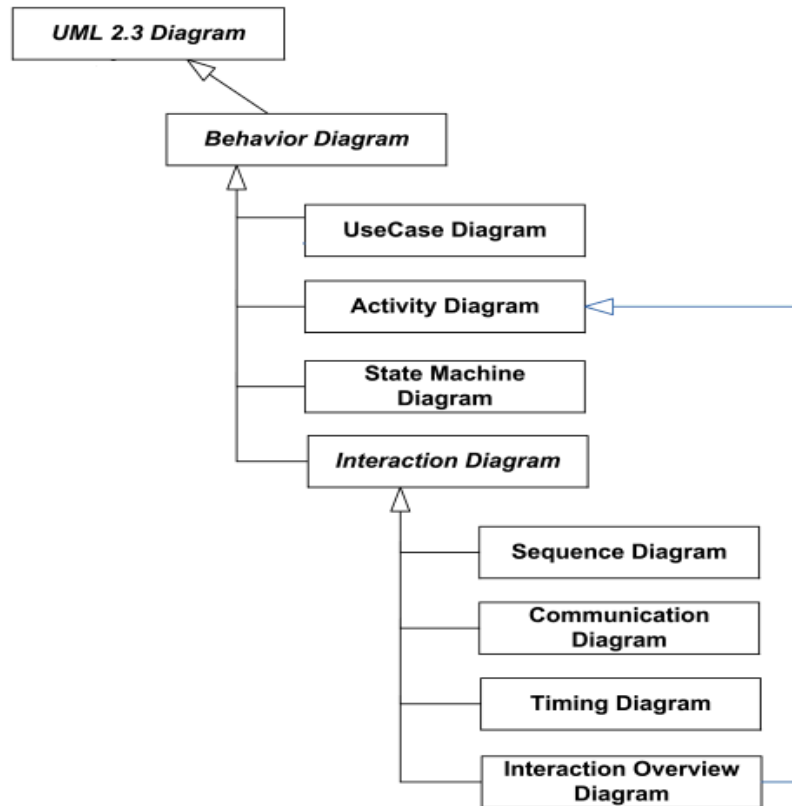 UML 2.3 Diagram
Behavior Diagram
UseCase Diagram
Activity Diagram
State Machine
Diagram
Interaction Diagram
Sequence Diagram
Communication
Diagram
Timing Diagram
Interaction Overview
Diagram